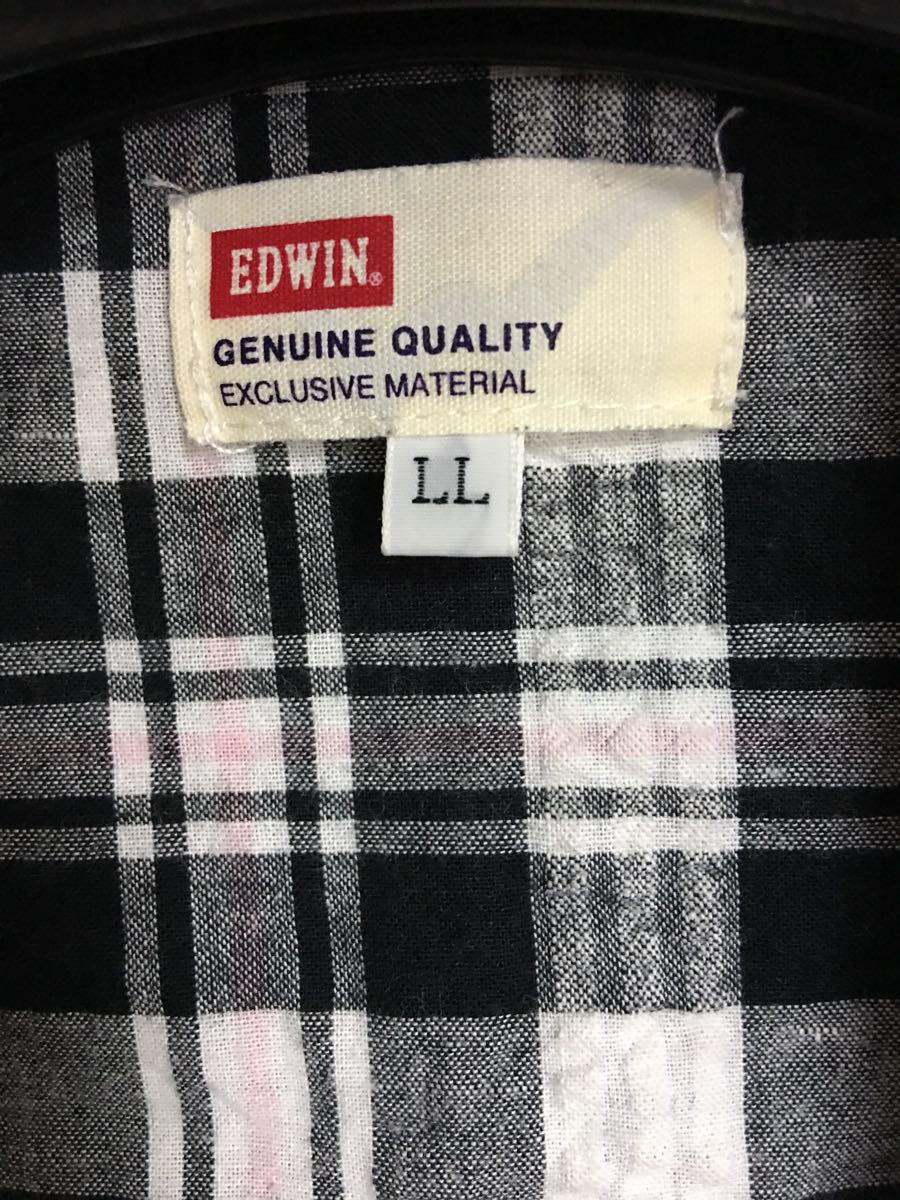 EDWIN®
GENUINE QUALITY
EXCLUSIVE MATERIAL
LL